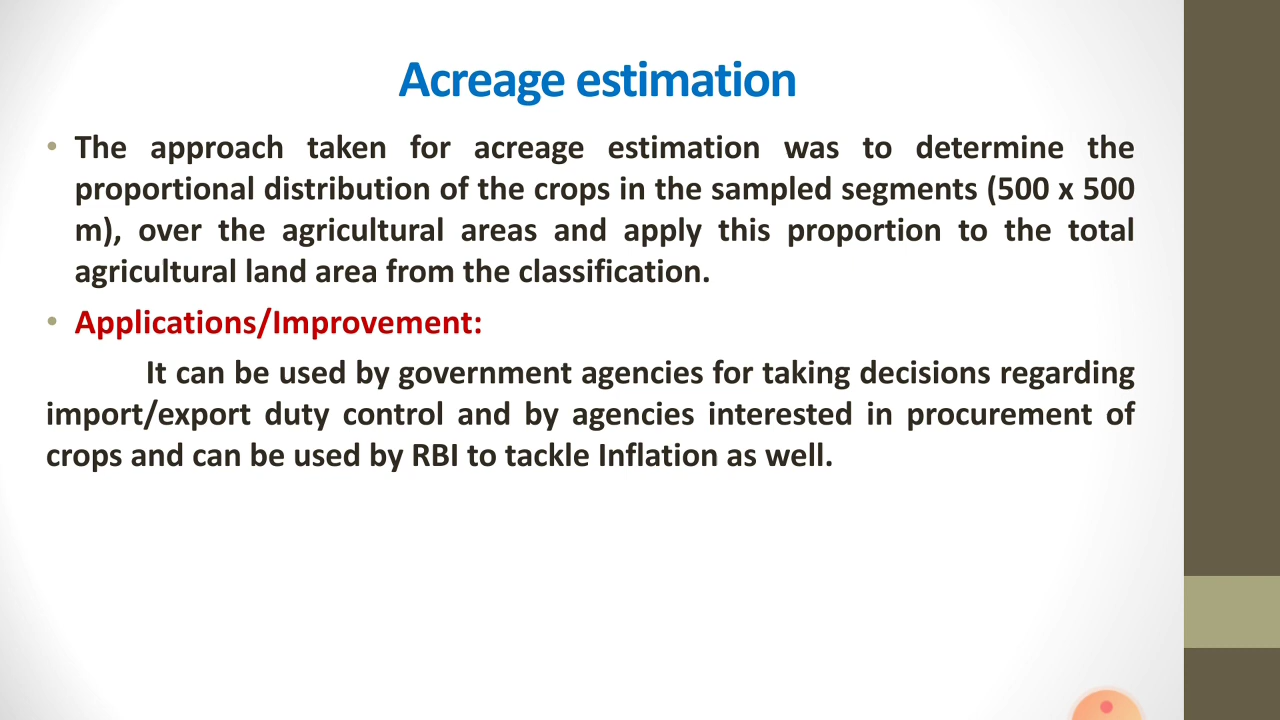 Acreage estimation
• The approach taken for acreage estimation was to determine the
proportional distribution of the crops in the sampled segments (500 x 500
m), over the agricultural areas and apply this proportion to the total
agricultural land area from the classification.
• Applications/Improvement:
It can be used by government agencies for taking decisions regarding
import/export duty control and by agencies interested in procurement of
crops and can be used by RBI to tackle Inflation as well.